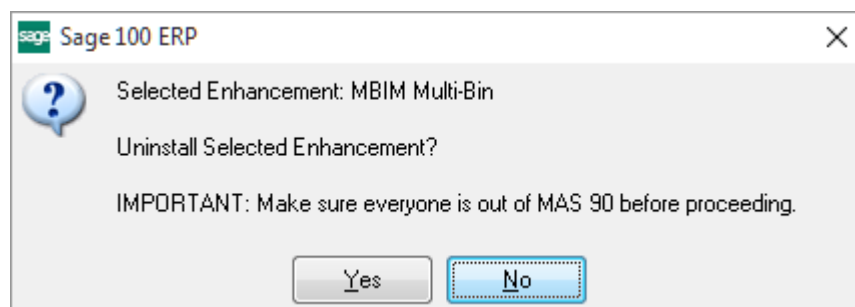 sage Sage 100 ERP
Selected Enhancement: MBIM Multi-Bin
Uninstall Selected Enhancement?
IMPORTANT: Make sure everyone is out of MAS 90 before proceeding.
Yes No